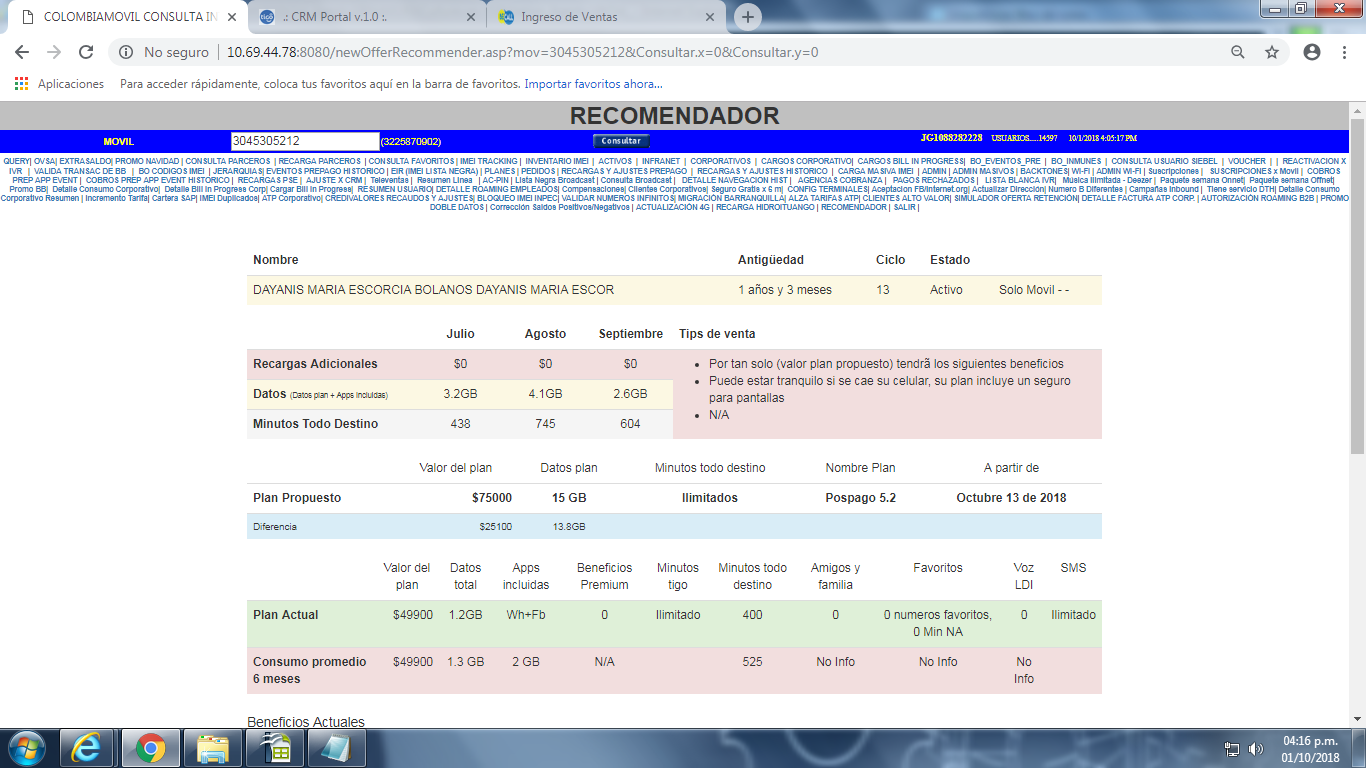 COLOMBIAMOVIL CONSULTA IN
.: CRM Portal v.1.0 :.
Ingreso de Ventas
No seguro
10.69.44.78:8080/newOfferRecommender.asp?mov=3045305212&Consultar.x=0&Consultar.y=0
Aplicaciones Para acceder rápidamente, coloca tus favoritos aquí en la barra de favoritos. Importar favoritos ahora...
RECOMENDADOR
MOVIL 3045305212 (3225870902) Consultar JG1088282228 USUARIOS.....14597 10/1/2018 4:05:17 PM
QUERY| OVSA| EXTRASALDO| PROMO NAVIDAD | CONSULTA PARCEROS | RECARGA PARCEROS | CONSULTA FAVORITOS | IMEI TRACKING | INVENTARIO IMEI | ACTIVOS | INFRANET | CORPORATIVOS | CARGOS CORPORATIVO| CARGOS BILL IN PROGRESS| BO_EVENTOS_PRE | BO_INMUNES | CONSULTA USUARIO SIEBEL | VOUCHER | | REACTIVACION X
IVR | VALIDA TRANSAC DE BB | BO CODIGOS IMEI | JERARQUIAS| EVENTOS PREPAGO HISTORICO | EIR (IMEI LISTA NEGRA) | PLANES | PEDIDOS | RECARGAS Y AJUSTES PREPAGO | RECARGAS Y AJUSTES HISTORICO | CARGA MASIVA IMEI | ADMIN | ADMIN MASIVOS | BACKTONES| WI-FI | ADMIN WI-FI | Suscripciones | SUSCRIPCIONES x Movil | COBROS
PREP APP EVENT | COBROS PREP APP EVENT HISTORICO | RECARGAS PSE | AJUSTE X CRM | Televentas | Resumen Linea | AC-PIN | Lista Negra Broadcast | Consulta Broadcast | DETALLE NAVEGACION HIST | AGENCIAS COBRANZA | PAGOS RECHAZADOS | LISTA BLANCA IVR| Música Ilimitada - Deezer | Paquete semana Onnet| Paquete semana Offnet|
Promo BB| Detalle Consumo Corporativo| Detalle Bill In Progress Corp| Cargar Bill In Progress| RESUMEN USUARIO| DETALLE ROAMING EMPLEADOS| Compensaciones| Clientes Corporativos| Seguro Gratis x 6 m| CONFIG TERMINALES| Aceptacion FB/Internet.org| Actualizar Dirección| Numero B Diferentes | Campañas Inbound | Tiene servicio DTH| Detalle Consumo
Corporativo Resumen | Incremento Tarifa| Cartera SAP| IMEI Duplicados| ATP Corporativo| CREDIVALORES RECAUDOS Y AJUSTES| BLOQUEO IMEI INPEC| VALIDAR NUMEROS INFINITOS| MIGRACIÓN BARRANQUILLA| ALZA TARIFAS ATP| CLIENTES ALTO VALOR| SIMULADOR OFERTA RETENCIÓN| DETALLE FACTURA ATP CORP. | AUTORIZACIÓN ROAMING B2B | PROMO
DOBLE DATOS | Corrección Saldos Positivos/Negativos | ACTUALIZACIÓN 4G | RECARGA HIDROITUANGO | RECOMENDADOR | SALIR |
Nombre Antigüedad Ciclo Estado
DAYANIS MARIA ESCORCIA BOLANOS DAYANIS MARIA ESCOR 1 años y 3 meses 13 Activo Solo Movil - -
Julio Agosto Septiembre Tips de venta
Recargas Adicionales $0 $0 $0
• Por tan solo (valor plan propuesto) tendrã los siguientes beneficios
• Puede estar tranquilo si se cae su celular, su plan incluye un seguro
para pantallas
• N/A
Datos (Datos plan + Apps incluidas) 3.2GB 4.1GB 2.6GB
Minutos Todo Destino 438 745 604
Valor del plan Datos plan Minutos todo destino Nombre Plan A partir de
Plan Propuesto $75000 15 GB Ilimitados Pospago 5.2 Octubre 13 de 2018
Diferencia $25100 13.8GB
Valor del Datos Apps Beneficios Minutos Minutos todo Amigos y Favoritos Voz SMS
plan total incluidas Premium tigo destino familia LDI
Plan Actual $49900 1.2GB Wh+Fb 0 Ilimitado 400 0 0 numeros favoritos, 0 Ilimitado
0 Min NA
Consumo promedio $49900 1.3 GB 2 GB N/A 525 No Info No Info No
6 meses Info
Beneficios Actuales
04:16 p.m.
01/10/2018